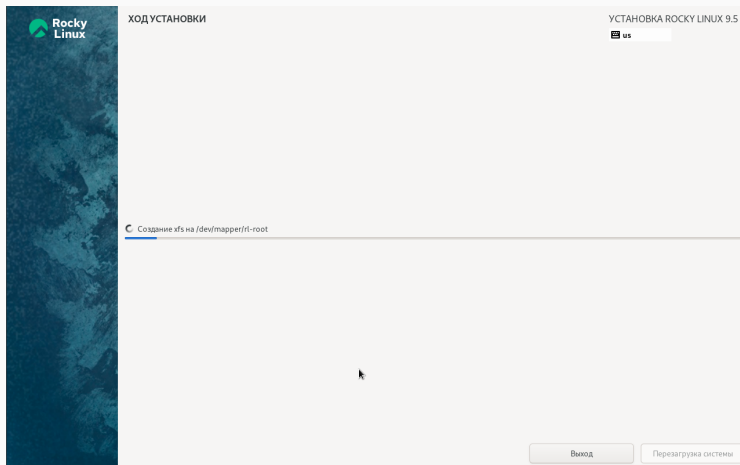 Rocky
Linux
ХОД УСТАНОВКИ
УСТАНОВКА ROCKY LINUX 9.5
us
Создание xfs на /dev/mapper/rl-root
Выход
Перезагрузка системы